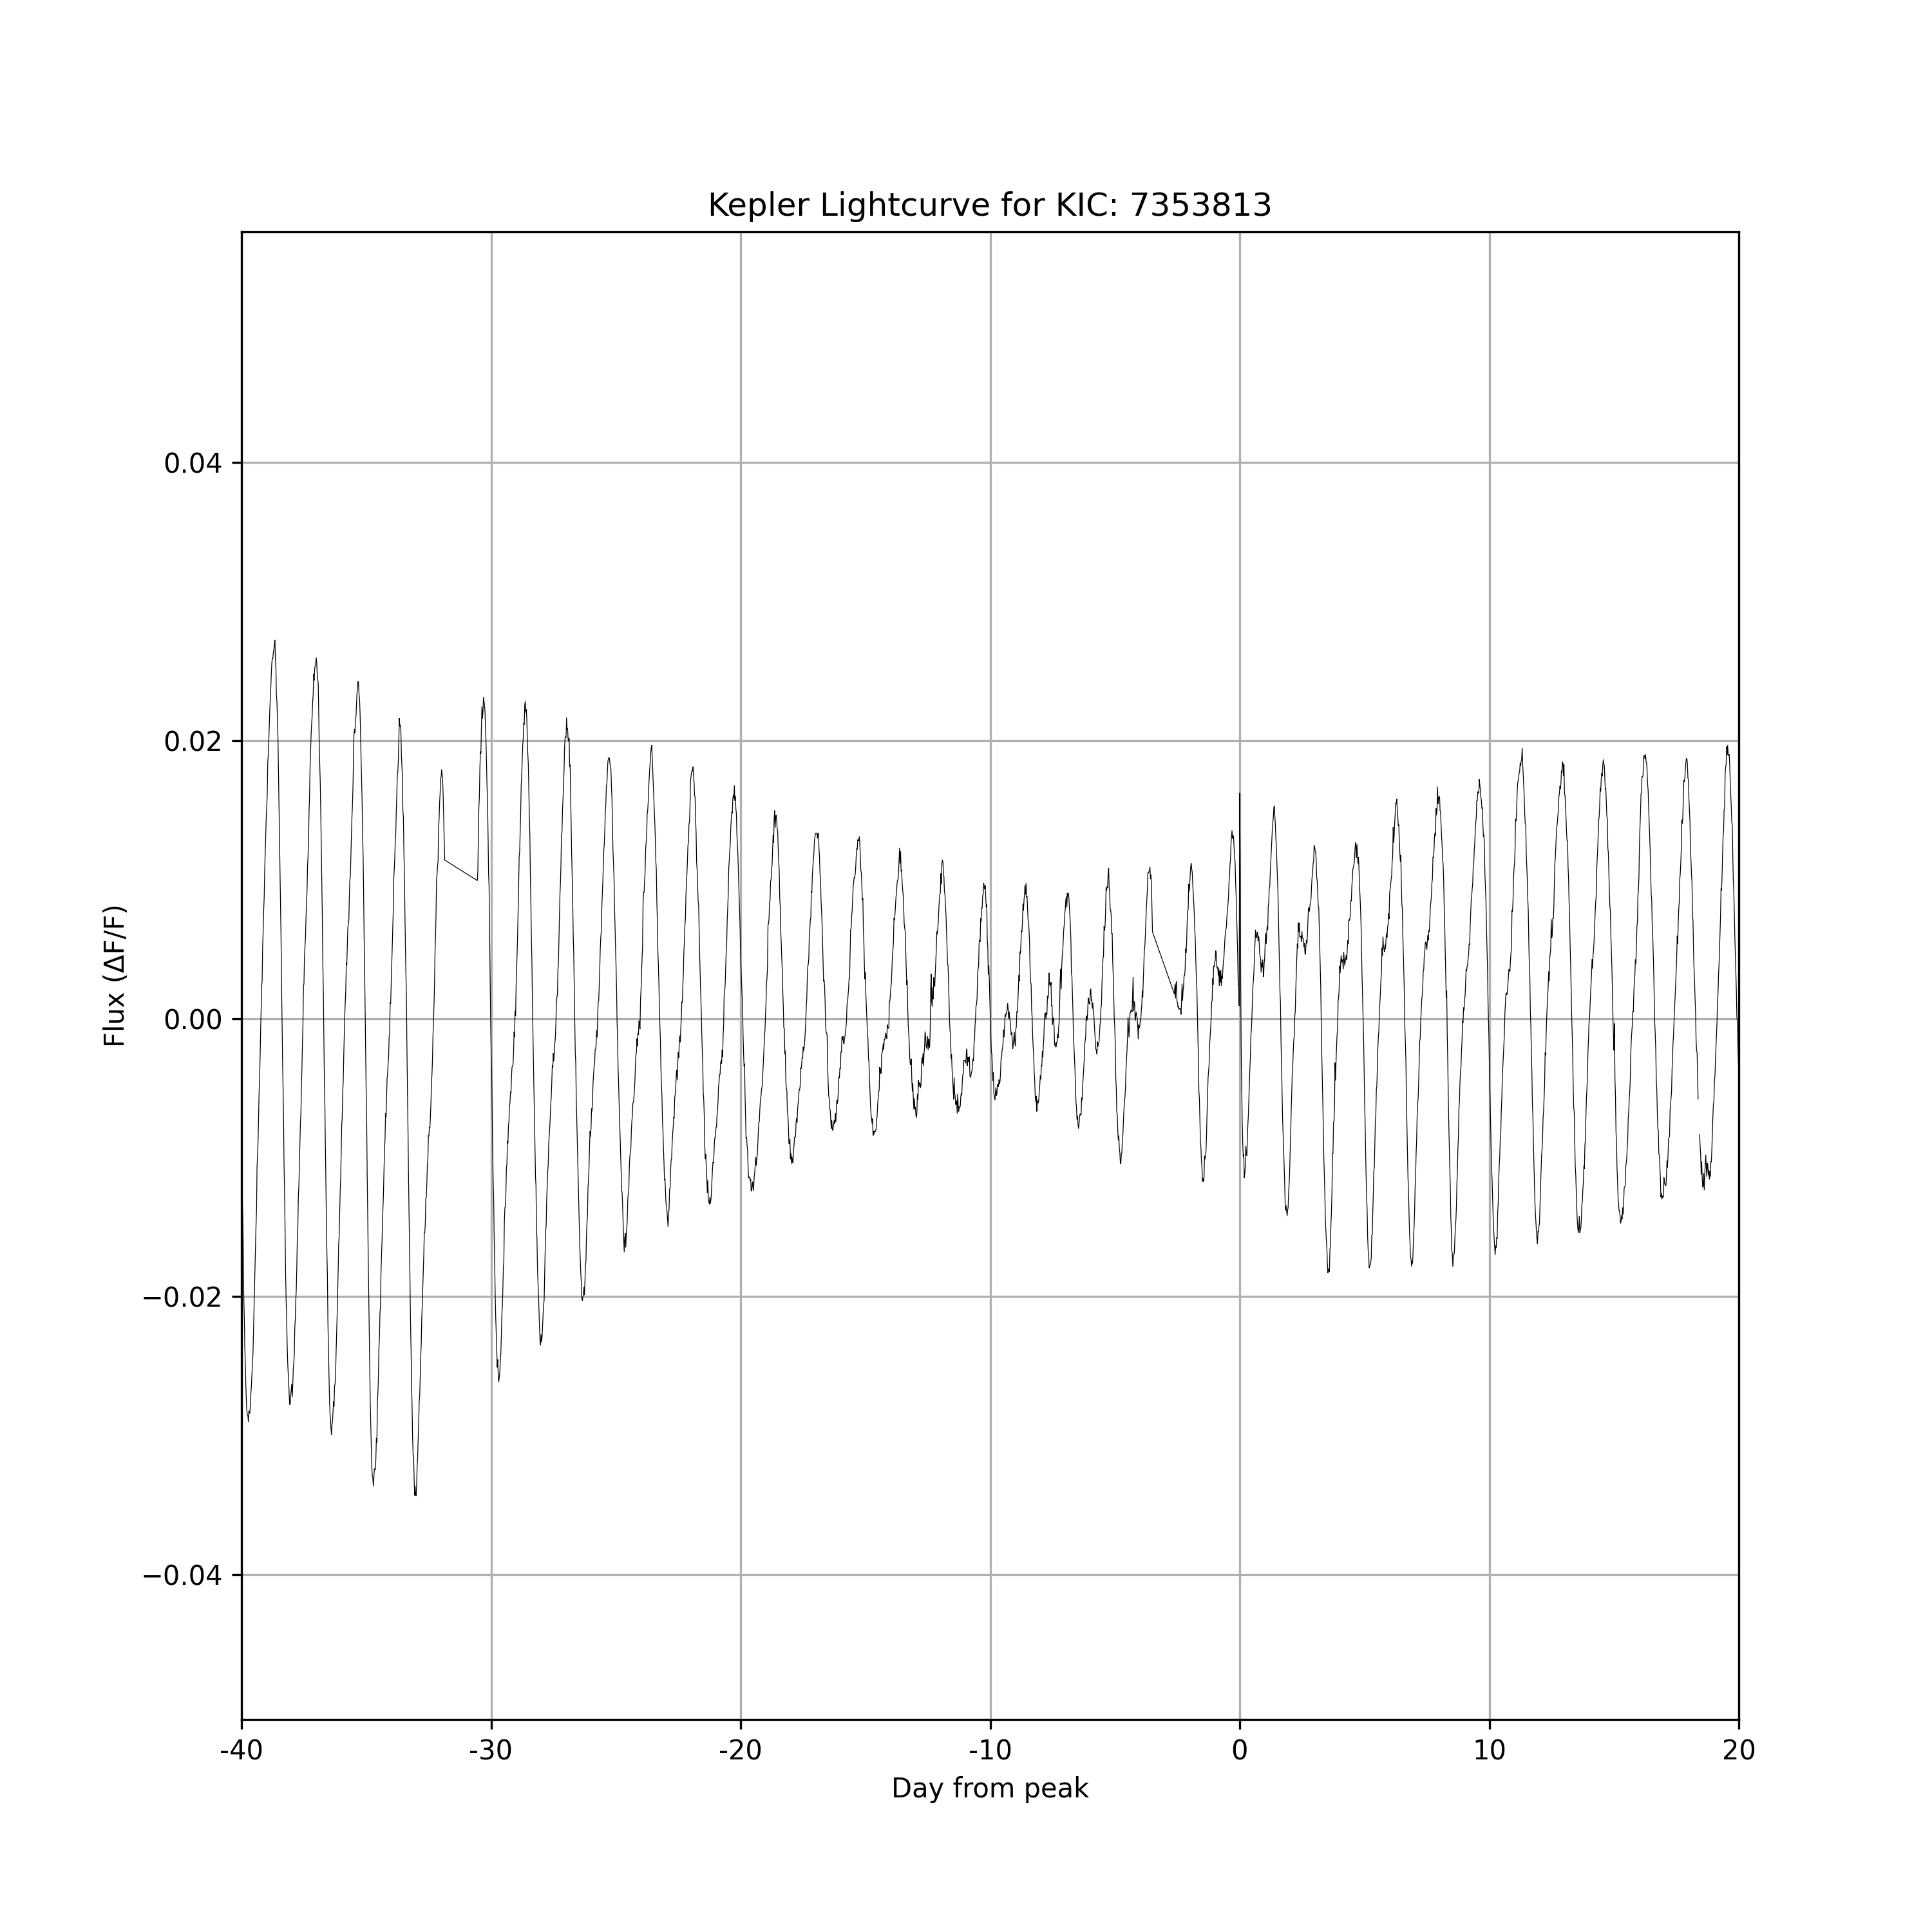 Kepler Lightcurve for KIC: 7353813
Flux (ΔF/F)
0.04
0.02
0.00
−0.02
−0.04
-40 -30 -20 -10 0 10 20
Day from peak